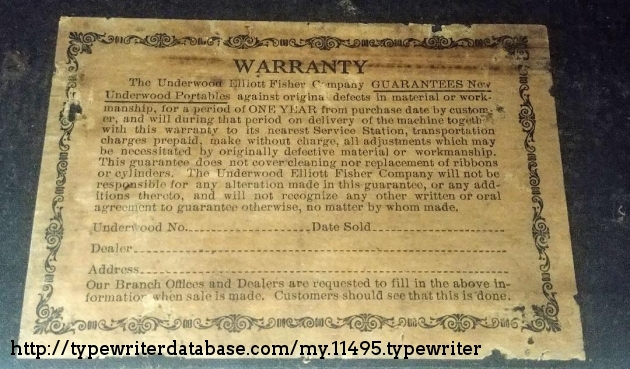 WARRANTY
The Underwood Elliott Fisher Company GUARANTEES New
Underwood Portables against original defects in material or work-
manship, for a period of ONE YEAR from purchase date by custom-
er, and will during that period on delivery of the machine togeth
with this warranty to its nearest Service Station, transportation
charges prepaid, make without charge, all adjustments which may
be necessitated by originally defective material or workmanship.
This guarantee does not cover cleaning nor replacement of ribbons
or cylinders. The Underwood Elliott Fisher Company will not be
responsible for any alteration made in this guarantee, or any add-
itions thereto, and will not recognize any other written or oral
agreement to guarantee otherwise, no matter by whom made.
Underwood No. Date Sold
Dealer
Address
Our Branch Offices and Dealers are requested to fill in the above in-
formation when sale is made. Customers should see that this is done.
http://typewriterdatabase.com/my.11495.typewriter